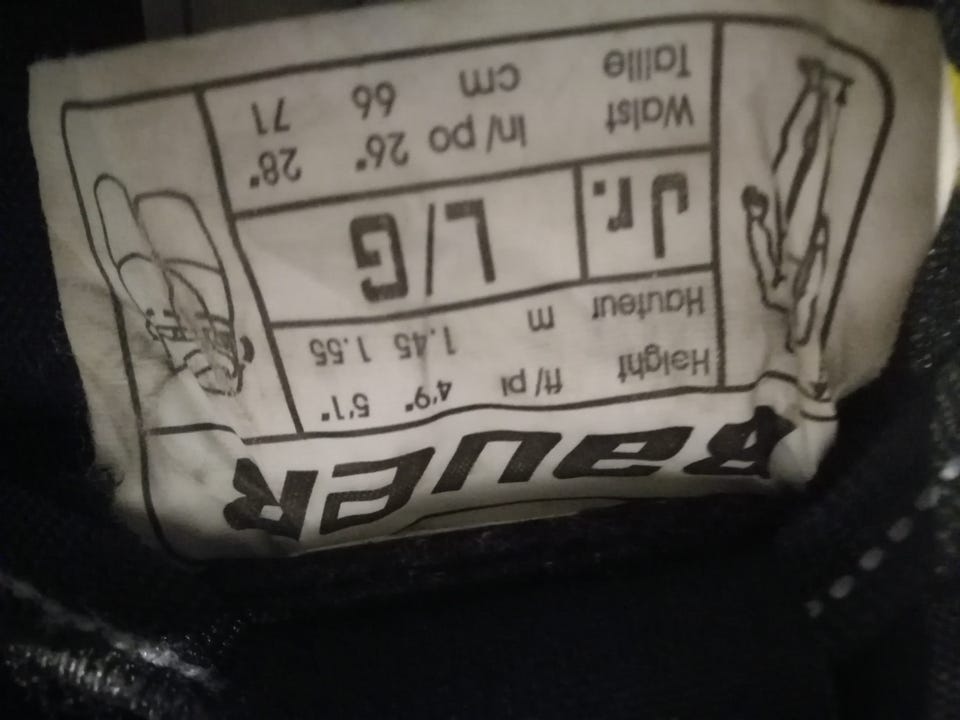 BAUER
Height ft/pi 4'9" 5'1"
Hauteur m 1.45 1.55
Jr. L/G
Waist in/po 26" 28"
Taille cm 66 71